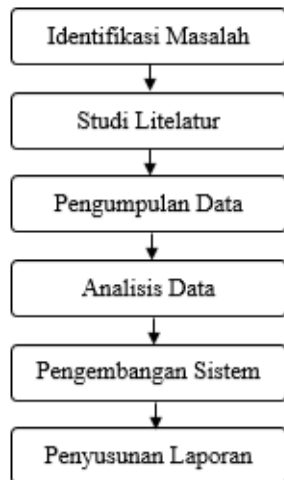 Identifikasi Masalah
Studi Litelatur
Pengumpulan Data
Analisis Data
Pengembangan Sistem
Penyusunan Laporan